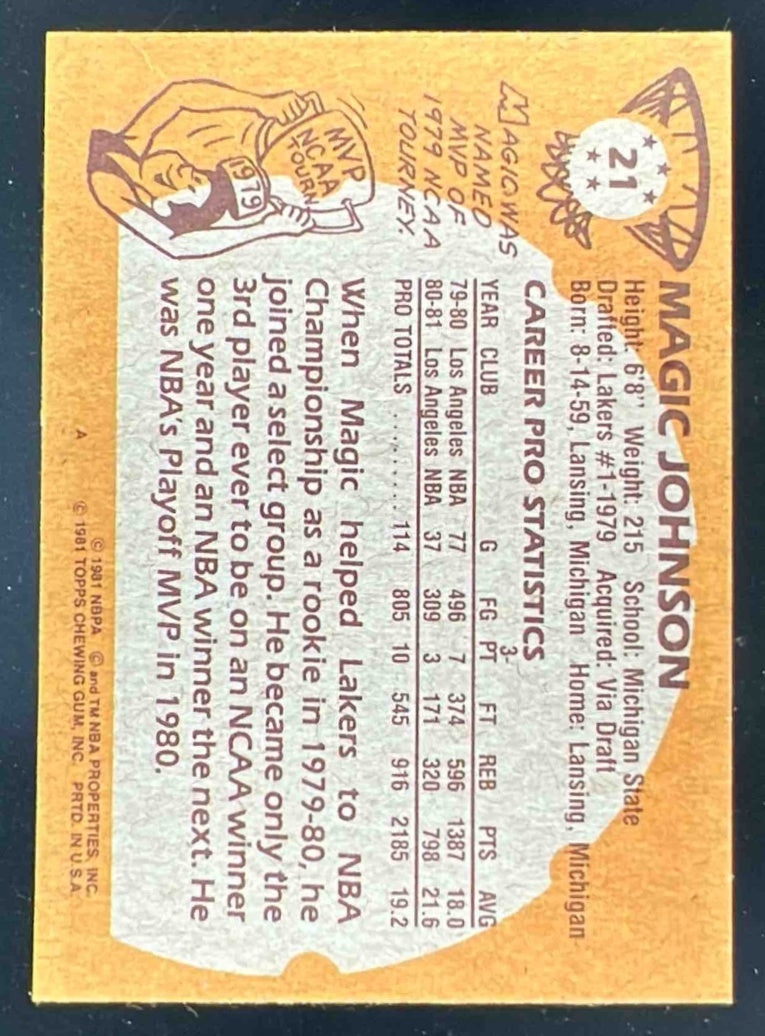 21
MAGIC JOHNSON
Height: 6'8" Weight: 215 School: Michigan State
Drafted: Lakers #1-1979 Acquired: Via Draft
Born: 8-14-59, Lansing, Michigan Home: Lansing, Michigan
MAGIC WAS
NAMED
MVP OF
1979 NCAA
TOURNEY.
MVP
NCAA
TOURN
1979
CAREER PRO STATISTICS
3-
YEAR CLUB G FG PT FT REB PTS AVG
79-80 Los Angeles NBA 77 496 7 374 596 1387 18.0
80-81 Los Angeles NBA 37 309 3 171 320 798 21.6
PRO TOTALS .......... 114 805 10 545 916 2185 19.2
When Magic helped Lakers to NBA
Championship as a rookie in 1979-80, he
joined a select group. He became only the
3rd player ever to be on an NCAA winner
one year and an NBA winner the next. He
was NBA's Playoff MVP in 1980.
A
© 1981 NBPA © and TM NBA PROPERTIES, INC.
© 1981 TOPPS CHEWING GUM, INC. PRTD. IN U.S.A.